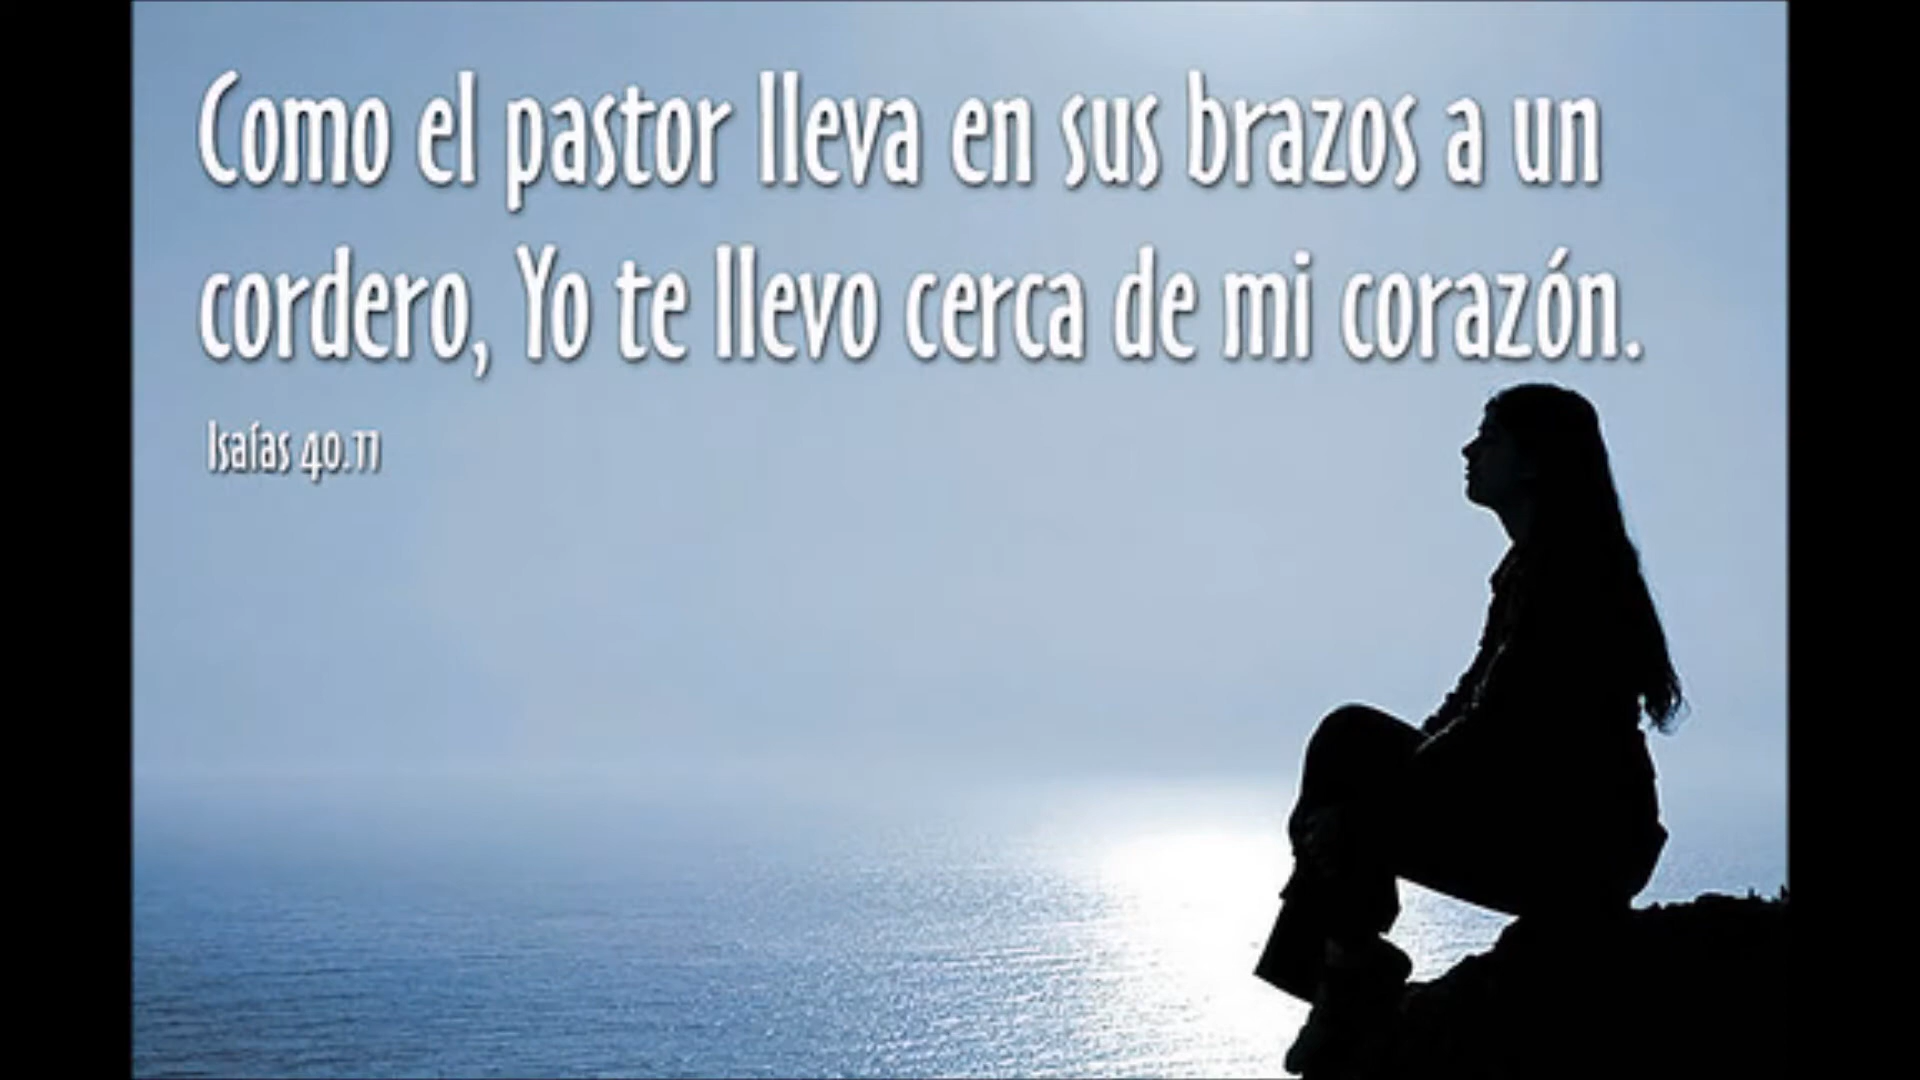 Como el pastor lleva en sus brazos a un
cordero, Yo te llevo cerca de mi corazón.
Isaías 40.11